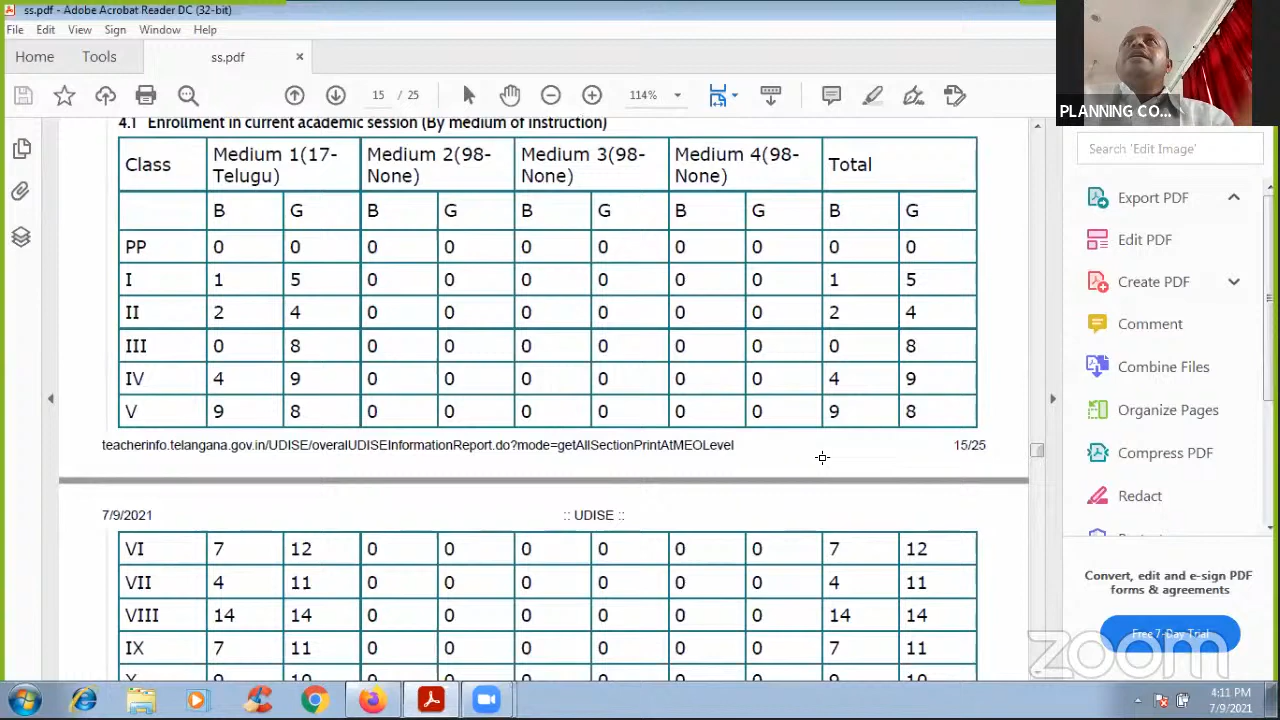 ss.pdf - Adobe Acrobat Reader DC (32-bit)
File Edit View Sign Window Help
Home Tools ss.pdf ×
15 / 25 114%
PLANNING CO...
Search 'Edit Image'
Export PDF
Edit PDF
Create PDF
Comment
Combine Files
Organize Pages
Compress PDF
Redact
Convert, edit and e-sign PDF
forms & agreements
Free 7-Day Trial
4.1 Enrollment in current academic session (By medium of instruction)
Class Medium 1(17-Telugu) Medium 2(98-None) Medium 3(98-None) Medium 4(98-None) Total
B G B G B G B G B G
PP 0 0 0 0 0 0 0 0 0 0
I 1 5 0 0 0 0 0 0 1 5
II 2 4 0 0 0 0 0 0 2 4
III 0 8 0 0 0 0 0 0 0 8
IV 4 9 0 0 0 0 0 0 4 9
V 9 8 0 0 0 0 0 0 9 8
teacherinfo.telangana.gov.in/UDISE/overalUDISEInformationReport.do?mode=getAllSectionPrintAtMEOLevel 15/25
7/9/2021 :: UDISE ::
VI 7 12 0 0 0 0 0 0 7 12
VII 4 11 0 0 0 0 0 0 4 11
VIII 14 14 0 0 0 0 0 0 14 14
IX 7 11 0 0 0 0 0 0 7 11
zoom
4:11 PM
7/9/2021